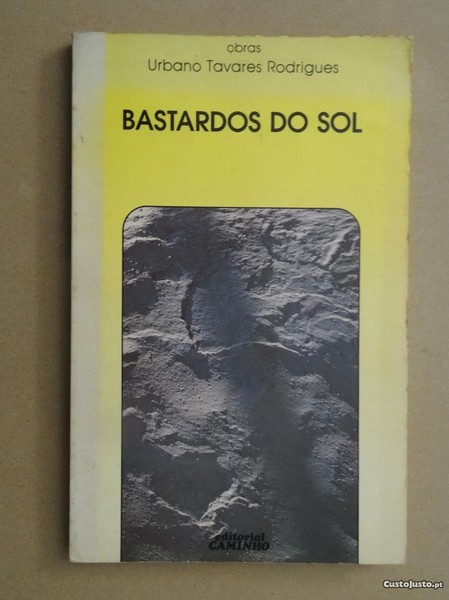 obras
Urbano Tavares Rodrigues
BASTARDOS DO SOL
editorial
CAMINHO
CustoJusto.pt